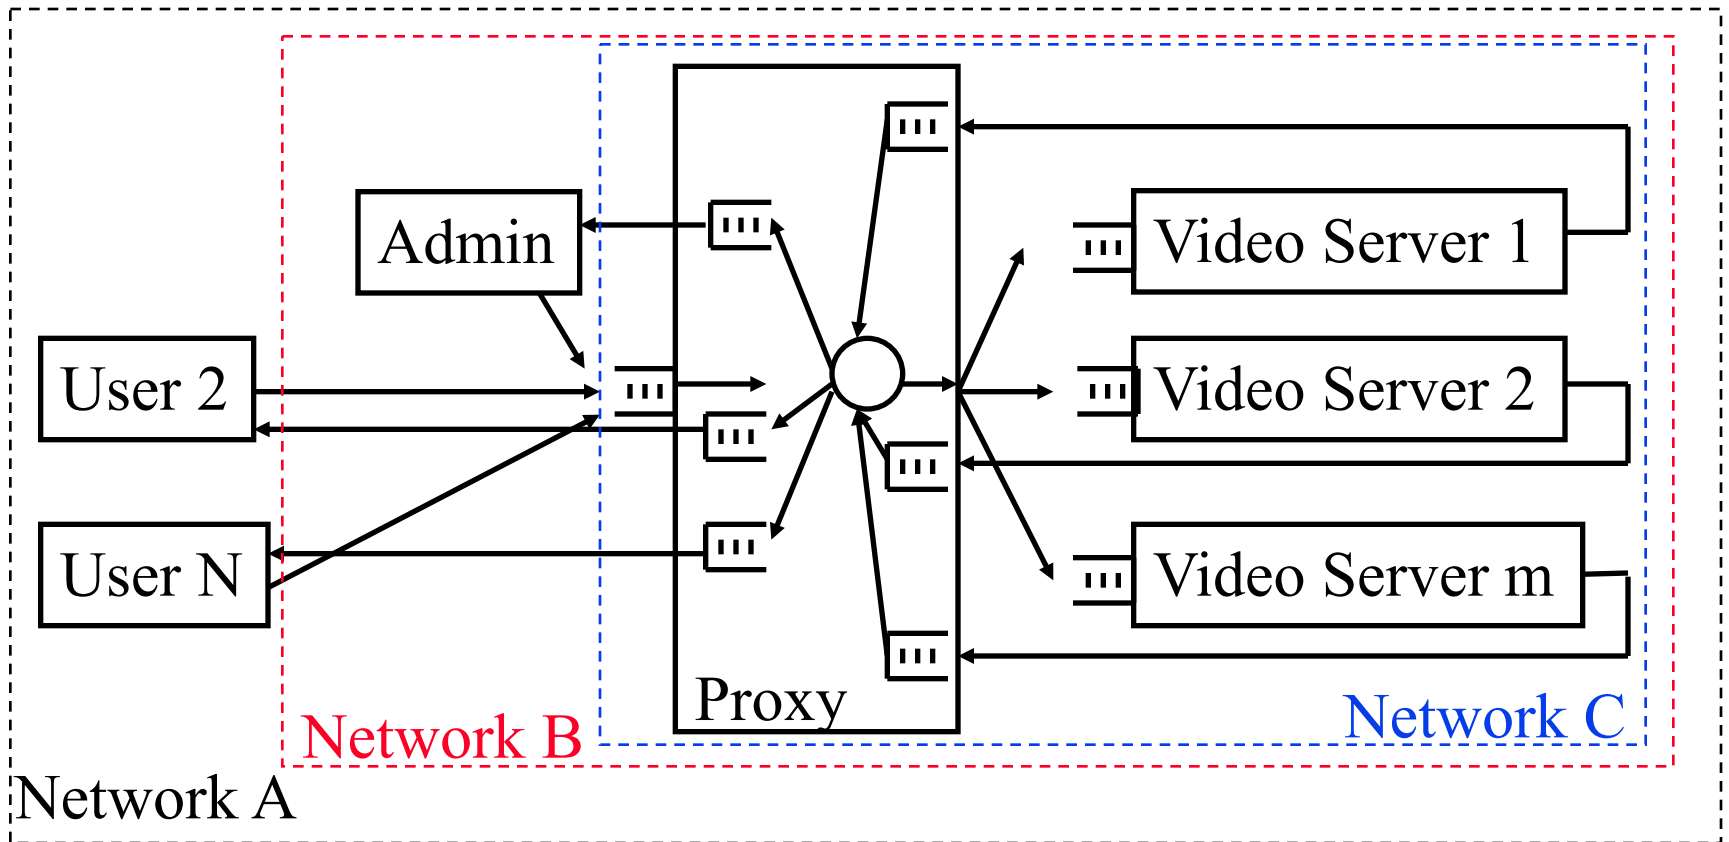 Admin
User 2
User N
Proxy
Video Server 1
Video Server 2
Video Server m
Network C
Network B
Network A